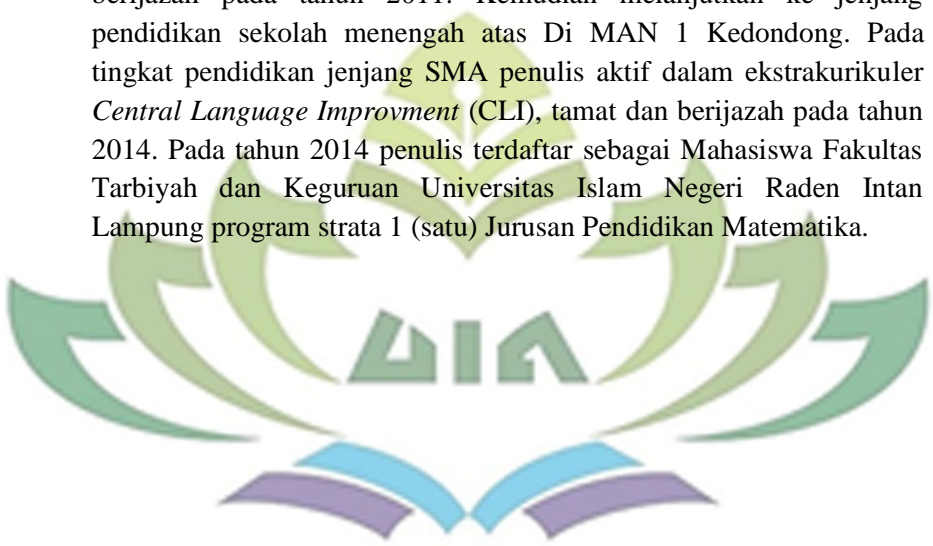 berijazah pada tahun 2011. Kemudian melanjutkan ke jenjang
pendidikan sekolah menengah atas Di MAN 1 Kedondong. Pada
tingkat pendidikan jenjang SMA penulis aktif dalam ekstrakurikuler
Central Language Improvment (CLI), tamat dan berijazah pada tahun
2014. Pada tahun 2014 penulis terdaftar sebagai Mahasiswa Fakultas
Tarbiyah dan Keguruan Universitas Islam Negeri Raden Intan
Lampung program strata 1 (satu) Jurusan Pendidikan Matematika.
UIN